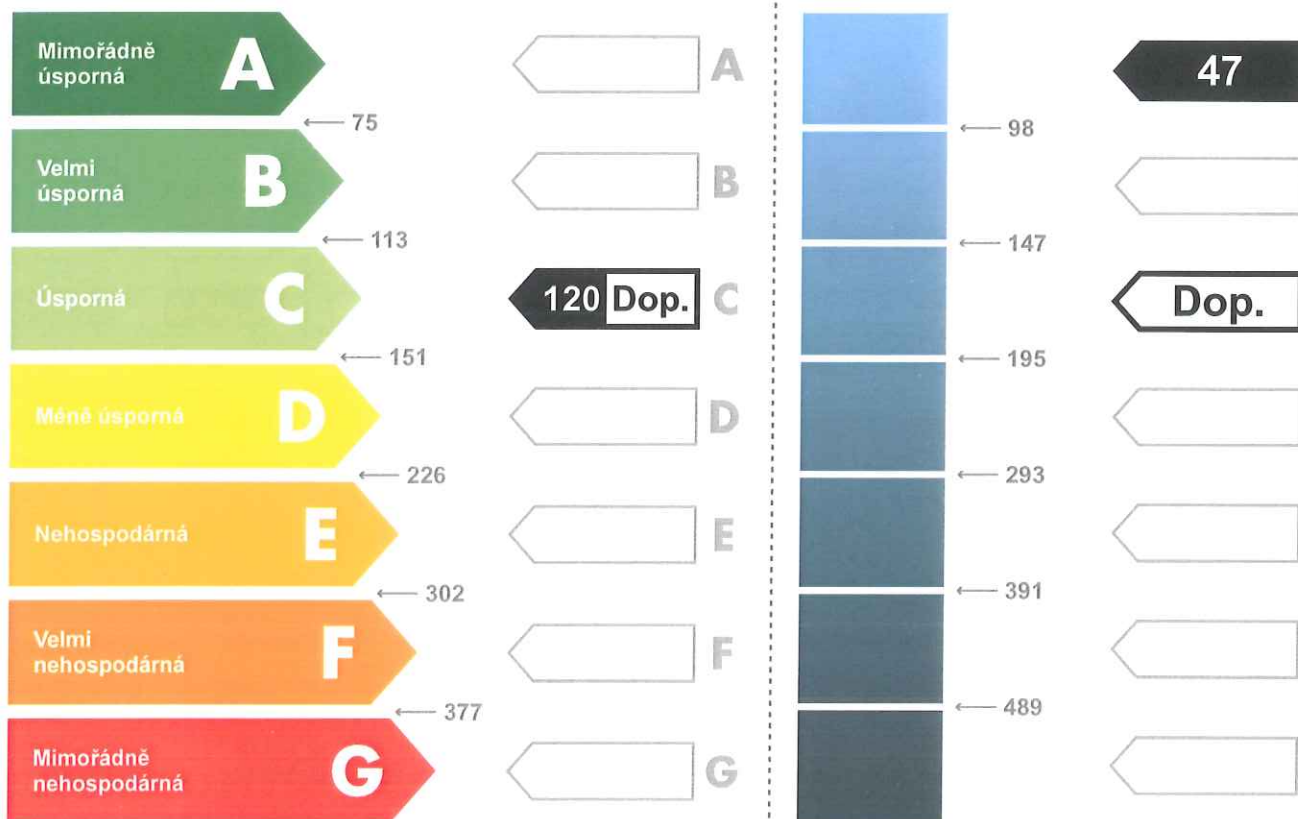 Mimořádně
úsporná
A
A
47
← 75
← 98
Velmi
úsporná
B
B
← 113
← 147
Úsporná
C
120 Dop.
C
Dop.
← 151
← 195
Méně úsporná
D
D
← 226
← 293
Nehospodárná
E
E
← 302
← 391
Velmi
nehospodárná
F
F
← 377
← 489
Mimořádně
nehospodárná
G
G